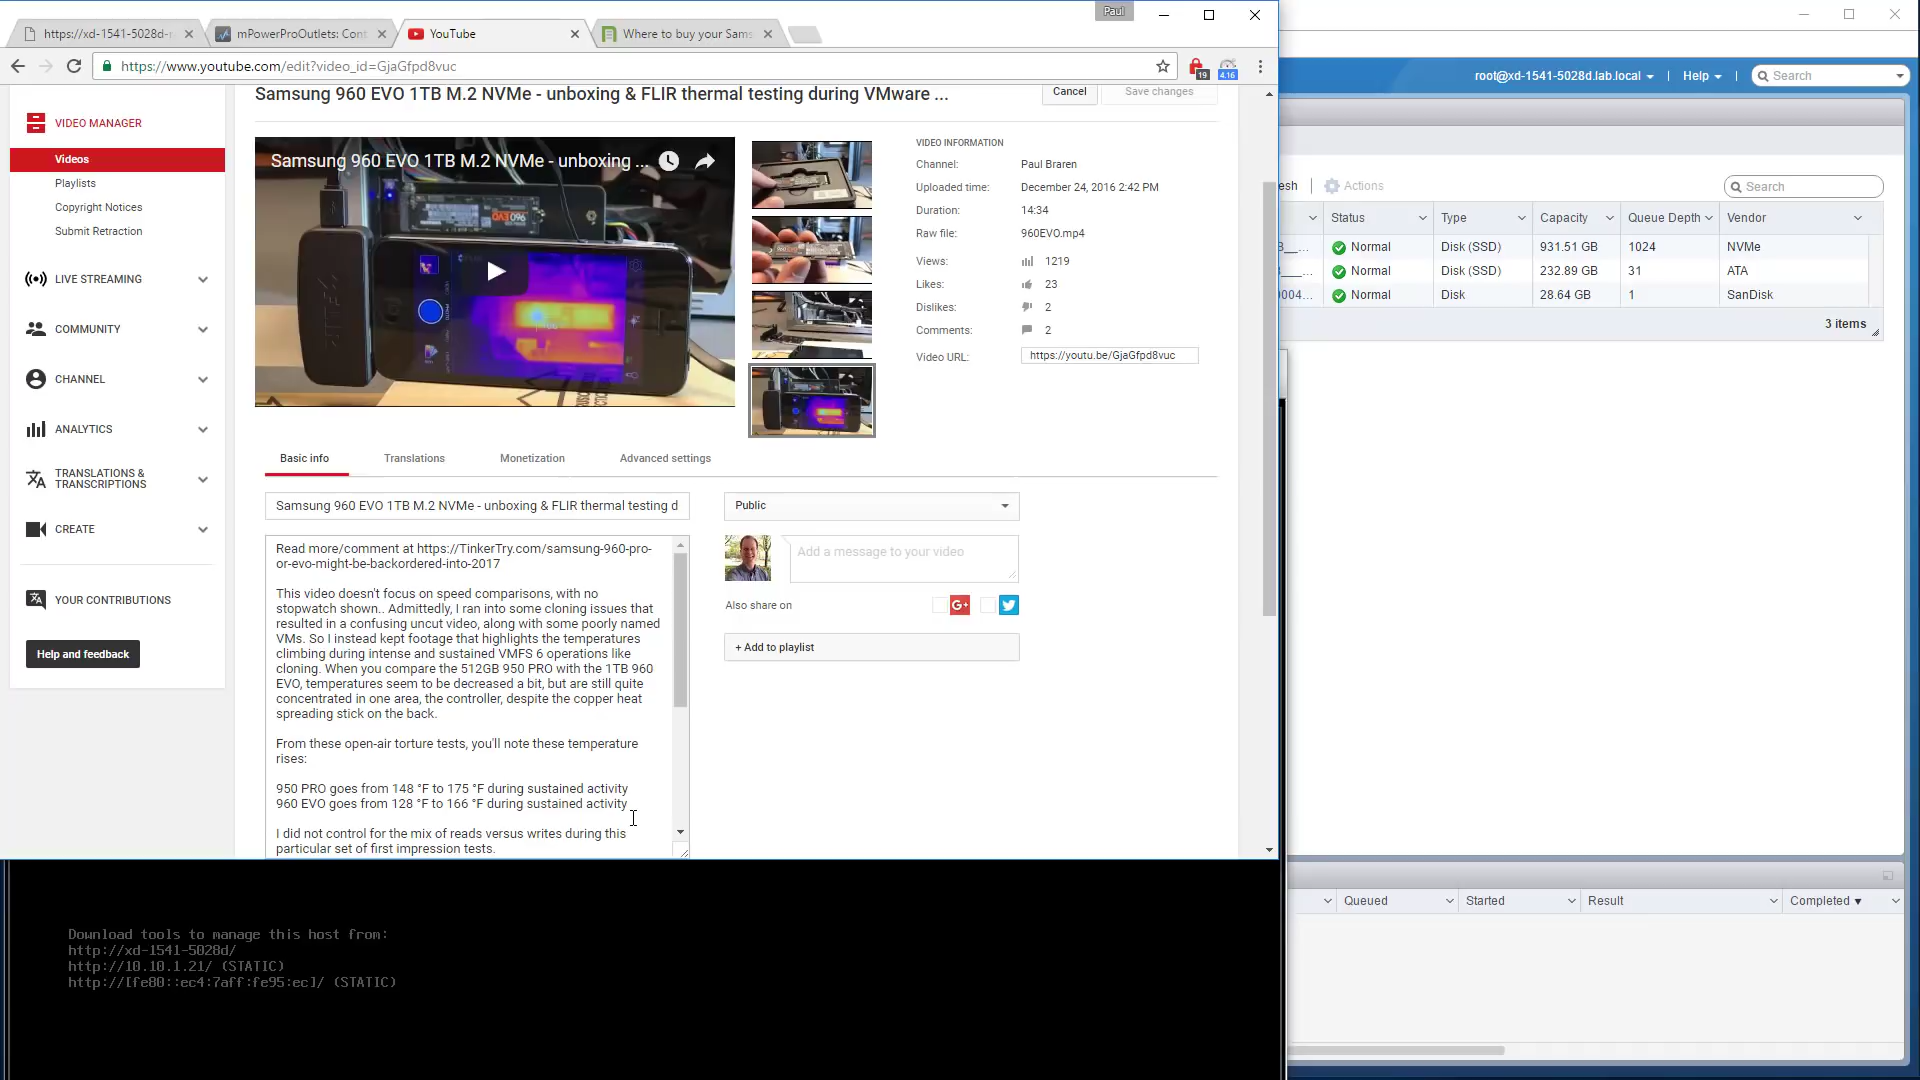 Paul
https://xd-1541-5028d-r
mPowerProOutlets: Cont
YouTube
Where to buy your Sams
https://www.youtube.com/edit?video_id=GjaGfpd8vuc
19
4.16
Samsung 960 EVO 1TB M.2 NVMe - unboxing & FLIR thermal testing during VMware ...
Cancel
Save changes
VIDEO MANAGER
Videos
Playlists
Copyright Notices
Submit Retraction
LIVE STREAMING
COMMUNITY
CHANNEL
ANALYTICS
TRANSLATIONS &
TRANSCRIPTIONS
CREATE
YOUR CONTRIBUTIONS
Help and feedback
Samsung 960 EVO 1TB M.2 NVMe - unboxing ...
VIDEO INFORMATION
Channel: Paul Braren
Uploaded time: December 24, 2016 2:42 PM
Duration: 14:34
Raw file: 960EVO.mp4
Views: 1219
Likes: 23
Dislikes: 2
Comments: 2
Video URL: https://youtu.be/GjaGfpd8vuc
Basic info
Translations
Monetization
Advanced settings
Samsung 960 EVO 1TB M.2 NVMe - unboxing & FLIR thermal testing d
Read more/comment at https://TinkerTry.com/samsung-960-pro-
or-evo-might-be-backordered-into-2017
This video doesn't focus on speed comparisons, with no
stopwatch shown.. Admittedly, I ran into some cloning issues that
resulted in a confusing uncut video, along with some poorly named
VMs. So I instead kept footage that highlights the temperatures
climbing during intense and sustained VMFS 6 operations like
cloning. When you compare the 512GB 950 PRO with the 1TB 960
EVO, temperatures seem to be decreased a bit, but are still quite
concentrated in one area, the controller, despite the copper heat
spreading stick on the back.
From these open-air torture tests, you'll note these temperature
rises:
950 PRO goes from 148 °F to 175 °F during sustained activity
960 EVO goes from 128 °F to 166 °F during sustained activity
I did not control for the mix of reads versus writes during this
particular set of first impression tests.
Public
Add a message to your video
Also share on
G+
+ Add to playlist
root@xd-1541-5028d.lab.local
Help
Search
esh
Actions
Search
Status Type Capacity Queue Depth Vendor
B__... Normal Disk (SSD) 931.51 GB 1024 NVMe
Normal Disk (SSD) 232.89 GB 31 ATA
0004... Normal Disk 28.64 GB 1 SanDisk
3 items
Queued Started Result Completed
Download tools to manage this host from:
http://xd-1541-5028d/
http://10.10.1.21/ (STATIC)
http://[fe80::ec4:7aff:fe95:ec]/ (STATIC)